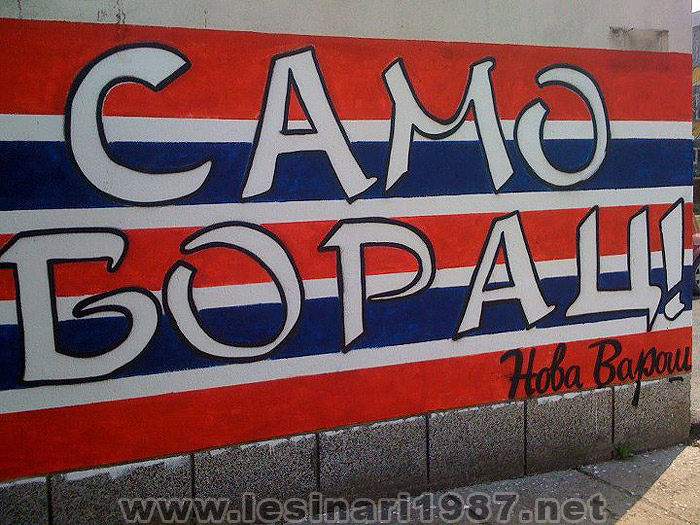 САМО
БОРАЦ!
Нова Варош
www.lesinari1987.net